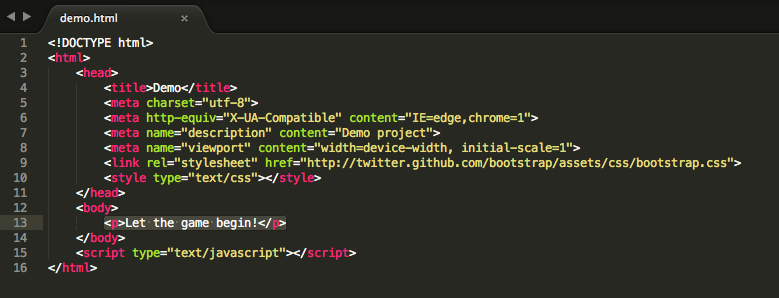 demo.html ×
1 <!DOCTYPE html>
2 <html>
3     <head>
4         <title>Demo</title>
5         <meta charset="utf-8">
6         <meta http-equiv="X-UA-Compatible" content="IE=edge,chrome=1">
7         <meta name="description" content="Demo project">
8         <meta name="viewport" content="width=device-width, initial-scale=1">
9         <link rel="stylesheet" href="http://twitter.github.com/bootstrap/assets/css/bootstrap.css">
10         <style type="text/css"></style>
11     </head>
12     <body>
13         <p>Let the game begin!</p>
14     </body>
15     <script type="text/javascript"></script>
16 </html>